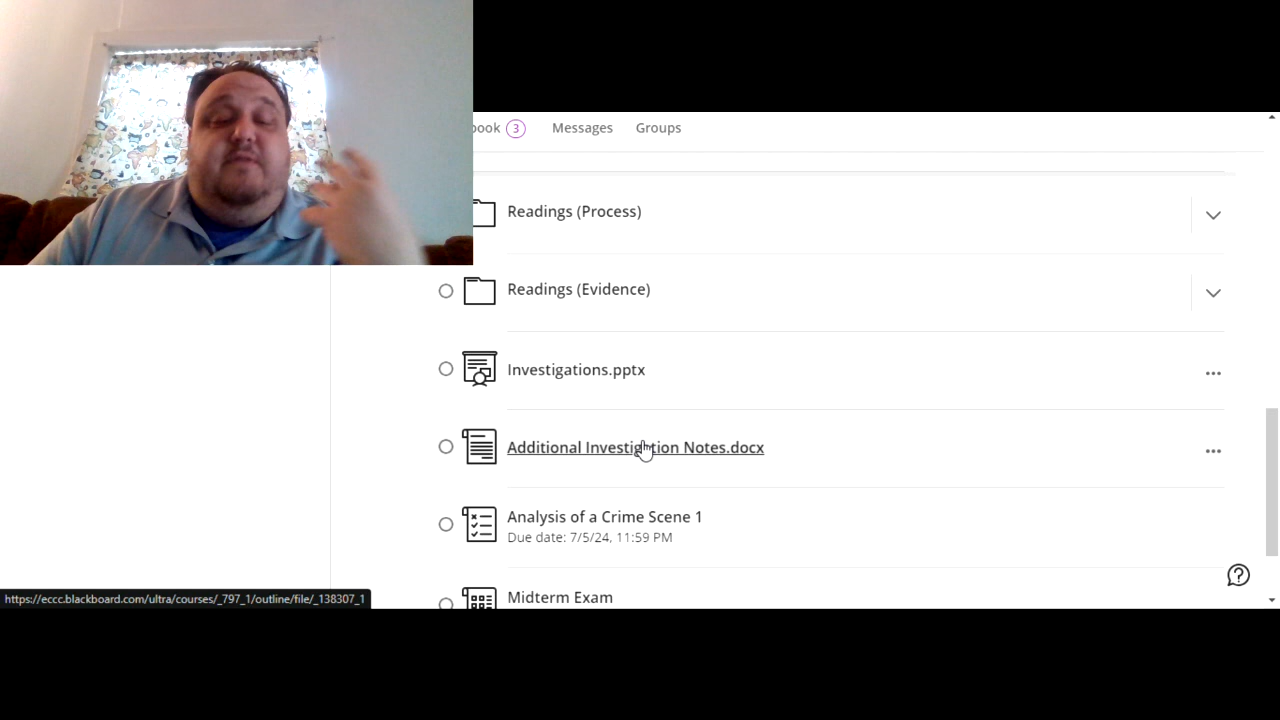 book 3 Messages Groups
Readings (Process)
Readings (Evidence)
Investigations.pptx
Additional Investigation Notes.docx
Analysis of a Crime Scene 1
Due date: 7/5/24, 11:59 PM
https://eccc.blackboard.com/ultra/courses/_797_1/outline/file/_138307_1
Midterm Exam